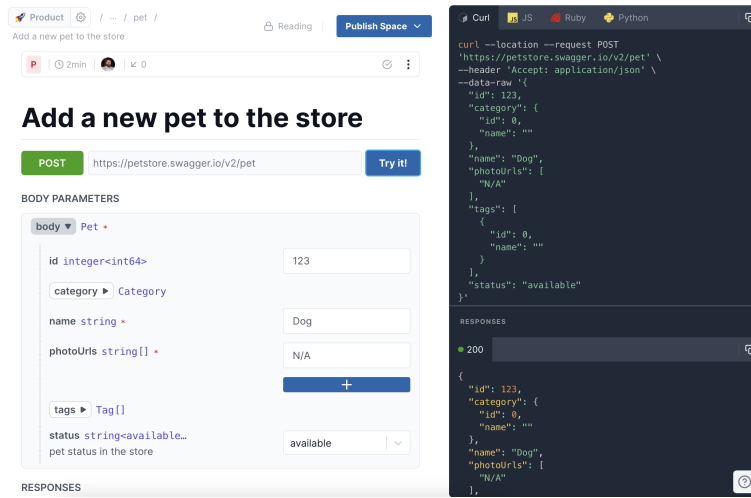 Product / ... / pet /
Add a new pet to the store
Reading
Publish Space
P 2min 0
Add a new pet to the store
POST https://petstore.swagger.io/v2/pet Try it!
BODY PARAMETERS
body Pet *
id integer<int64> 123
category Category
name string * Dog
photoUrls string[] * N/A
+
tags Tag[]
status string<available… available
pet status in the store
RESPONSES
Curl JS JS Ruby Python
curl --location --request POST
'https://petstore.swagger.io/v2/pet' \
--header 'Accept: application/json' \
--data-raw '{
"id": 123,
"category": {
"id": 0,
"name": ""
},
"name": "Dog",
"photoUrls": [
"N/A"
],
"tags": [
{
"id": 0,
"name": ""
}
],
"status": "available"
}'
RESPONSES
200
{
"id": 123,
"category": {
"id": 0,
"name": ""
},
"name": "Dog",
"photoUrls": [
"N/A"
],